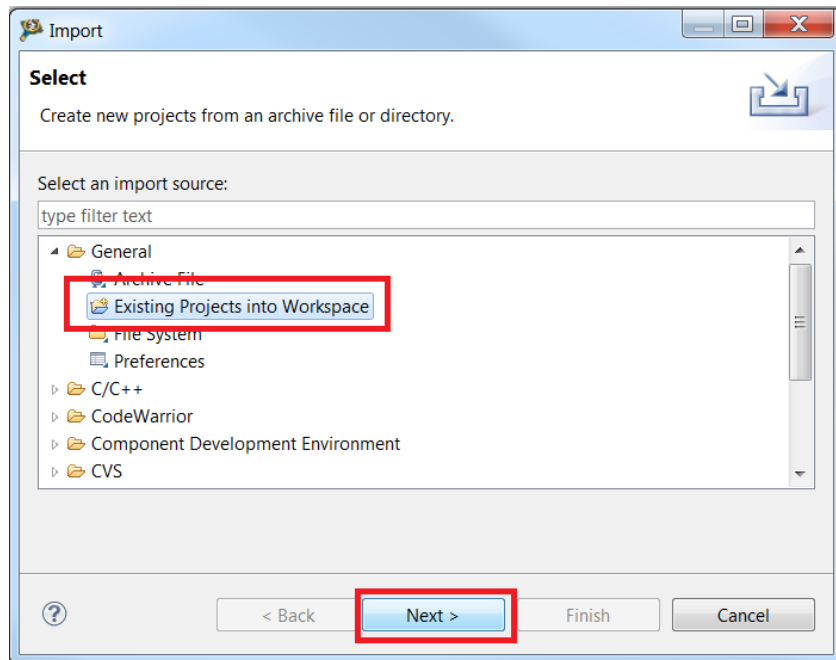 Import
Select
Create new projects from an archive file or directory.
Select an import source:
type filter text
General
Archive File
Existing Projects into Workspace
File System
Preferences
C/C++
CodeWarrior
Component Development Environment
CVS
< Back Next > Finish Cancel